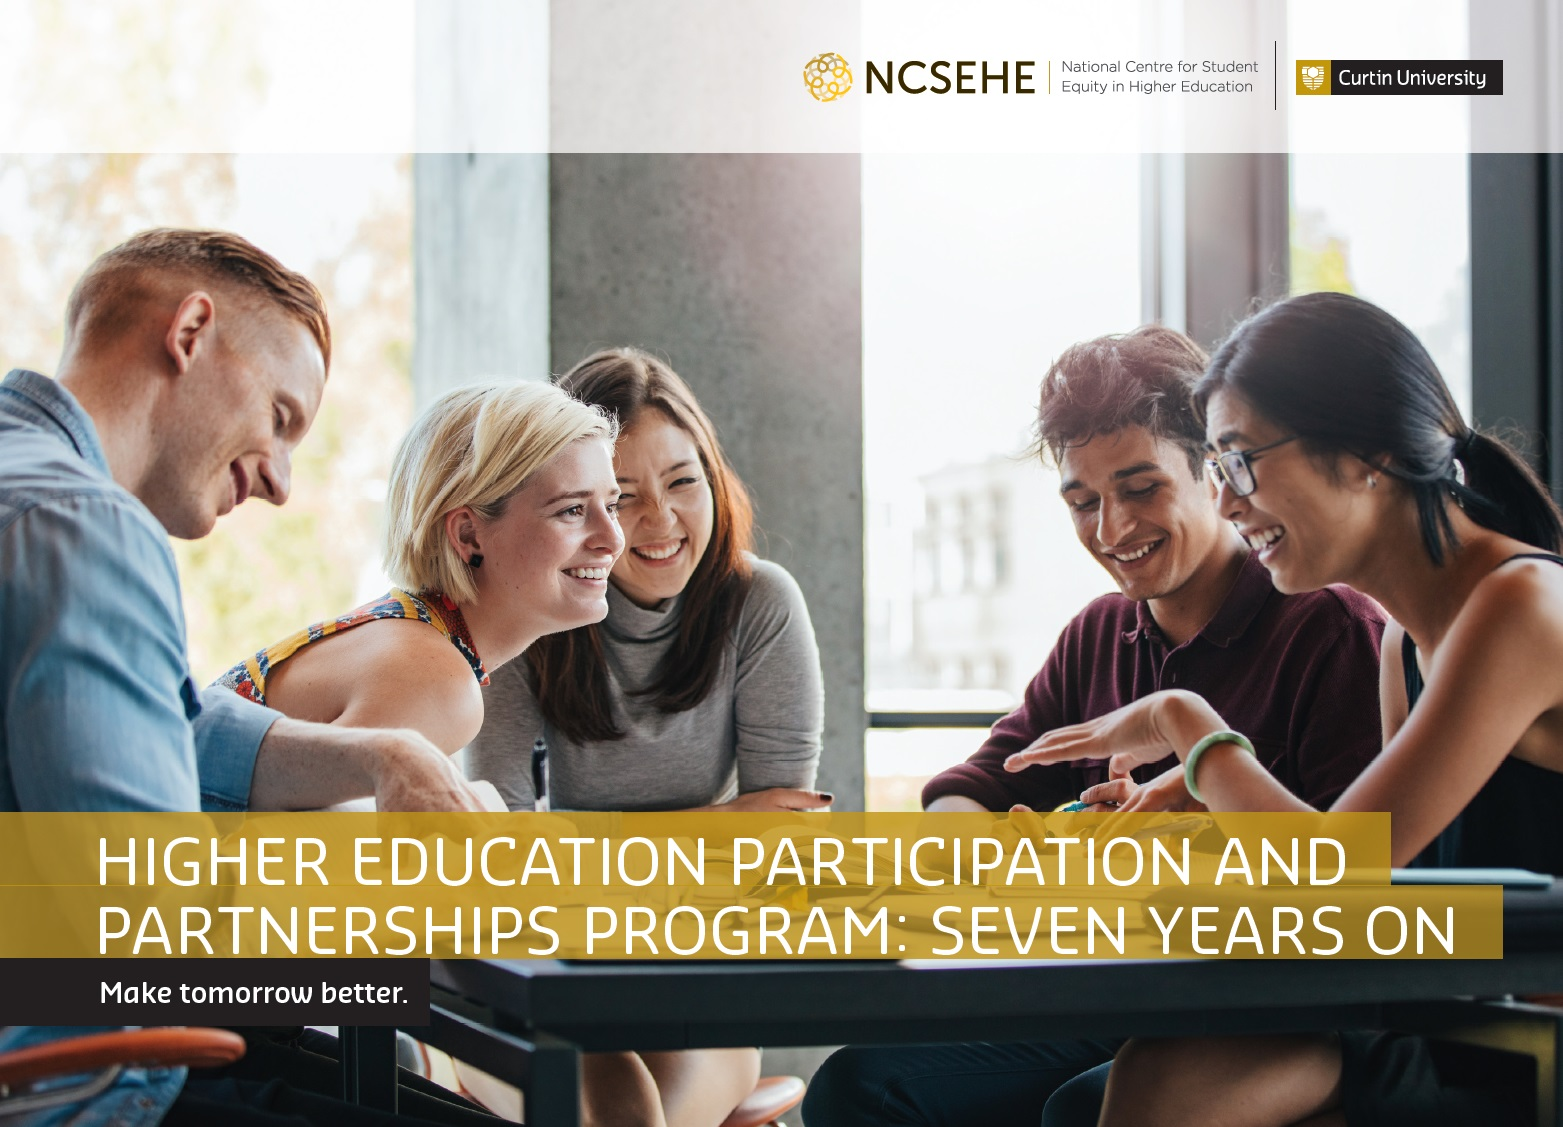 NCSEHE
National Centre for Student
Equity in Higher Education
Curtin University
HIGHER EDUCATION PARTICIPATION AND
PARTNERSHIPS PROGRAM: SEVEN YEARS ON
Make tomorrow better.